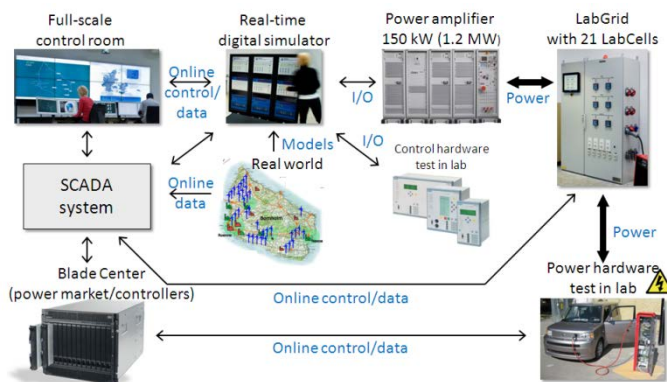 Full-scale
control room
Real-time
digital simulator
Power amplifier
150 kW (1.2 MW)
LabGrid
with 21 LabCells
Online
control/
data
I/O
Power
Models
I/O
Real world
Control hardware
test in lab
SCADA
system
Online
data
Bornholm
Power
Blade Center
(power market/controllers)
Online control/data
Power hardware
test in lab
Online control/data